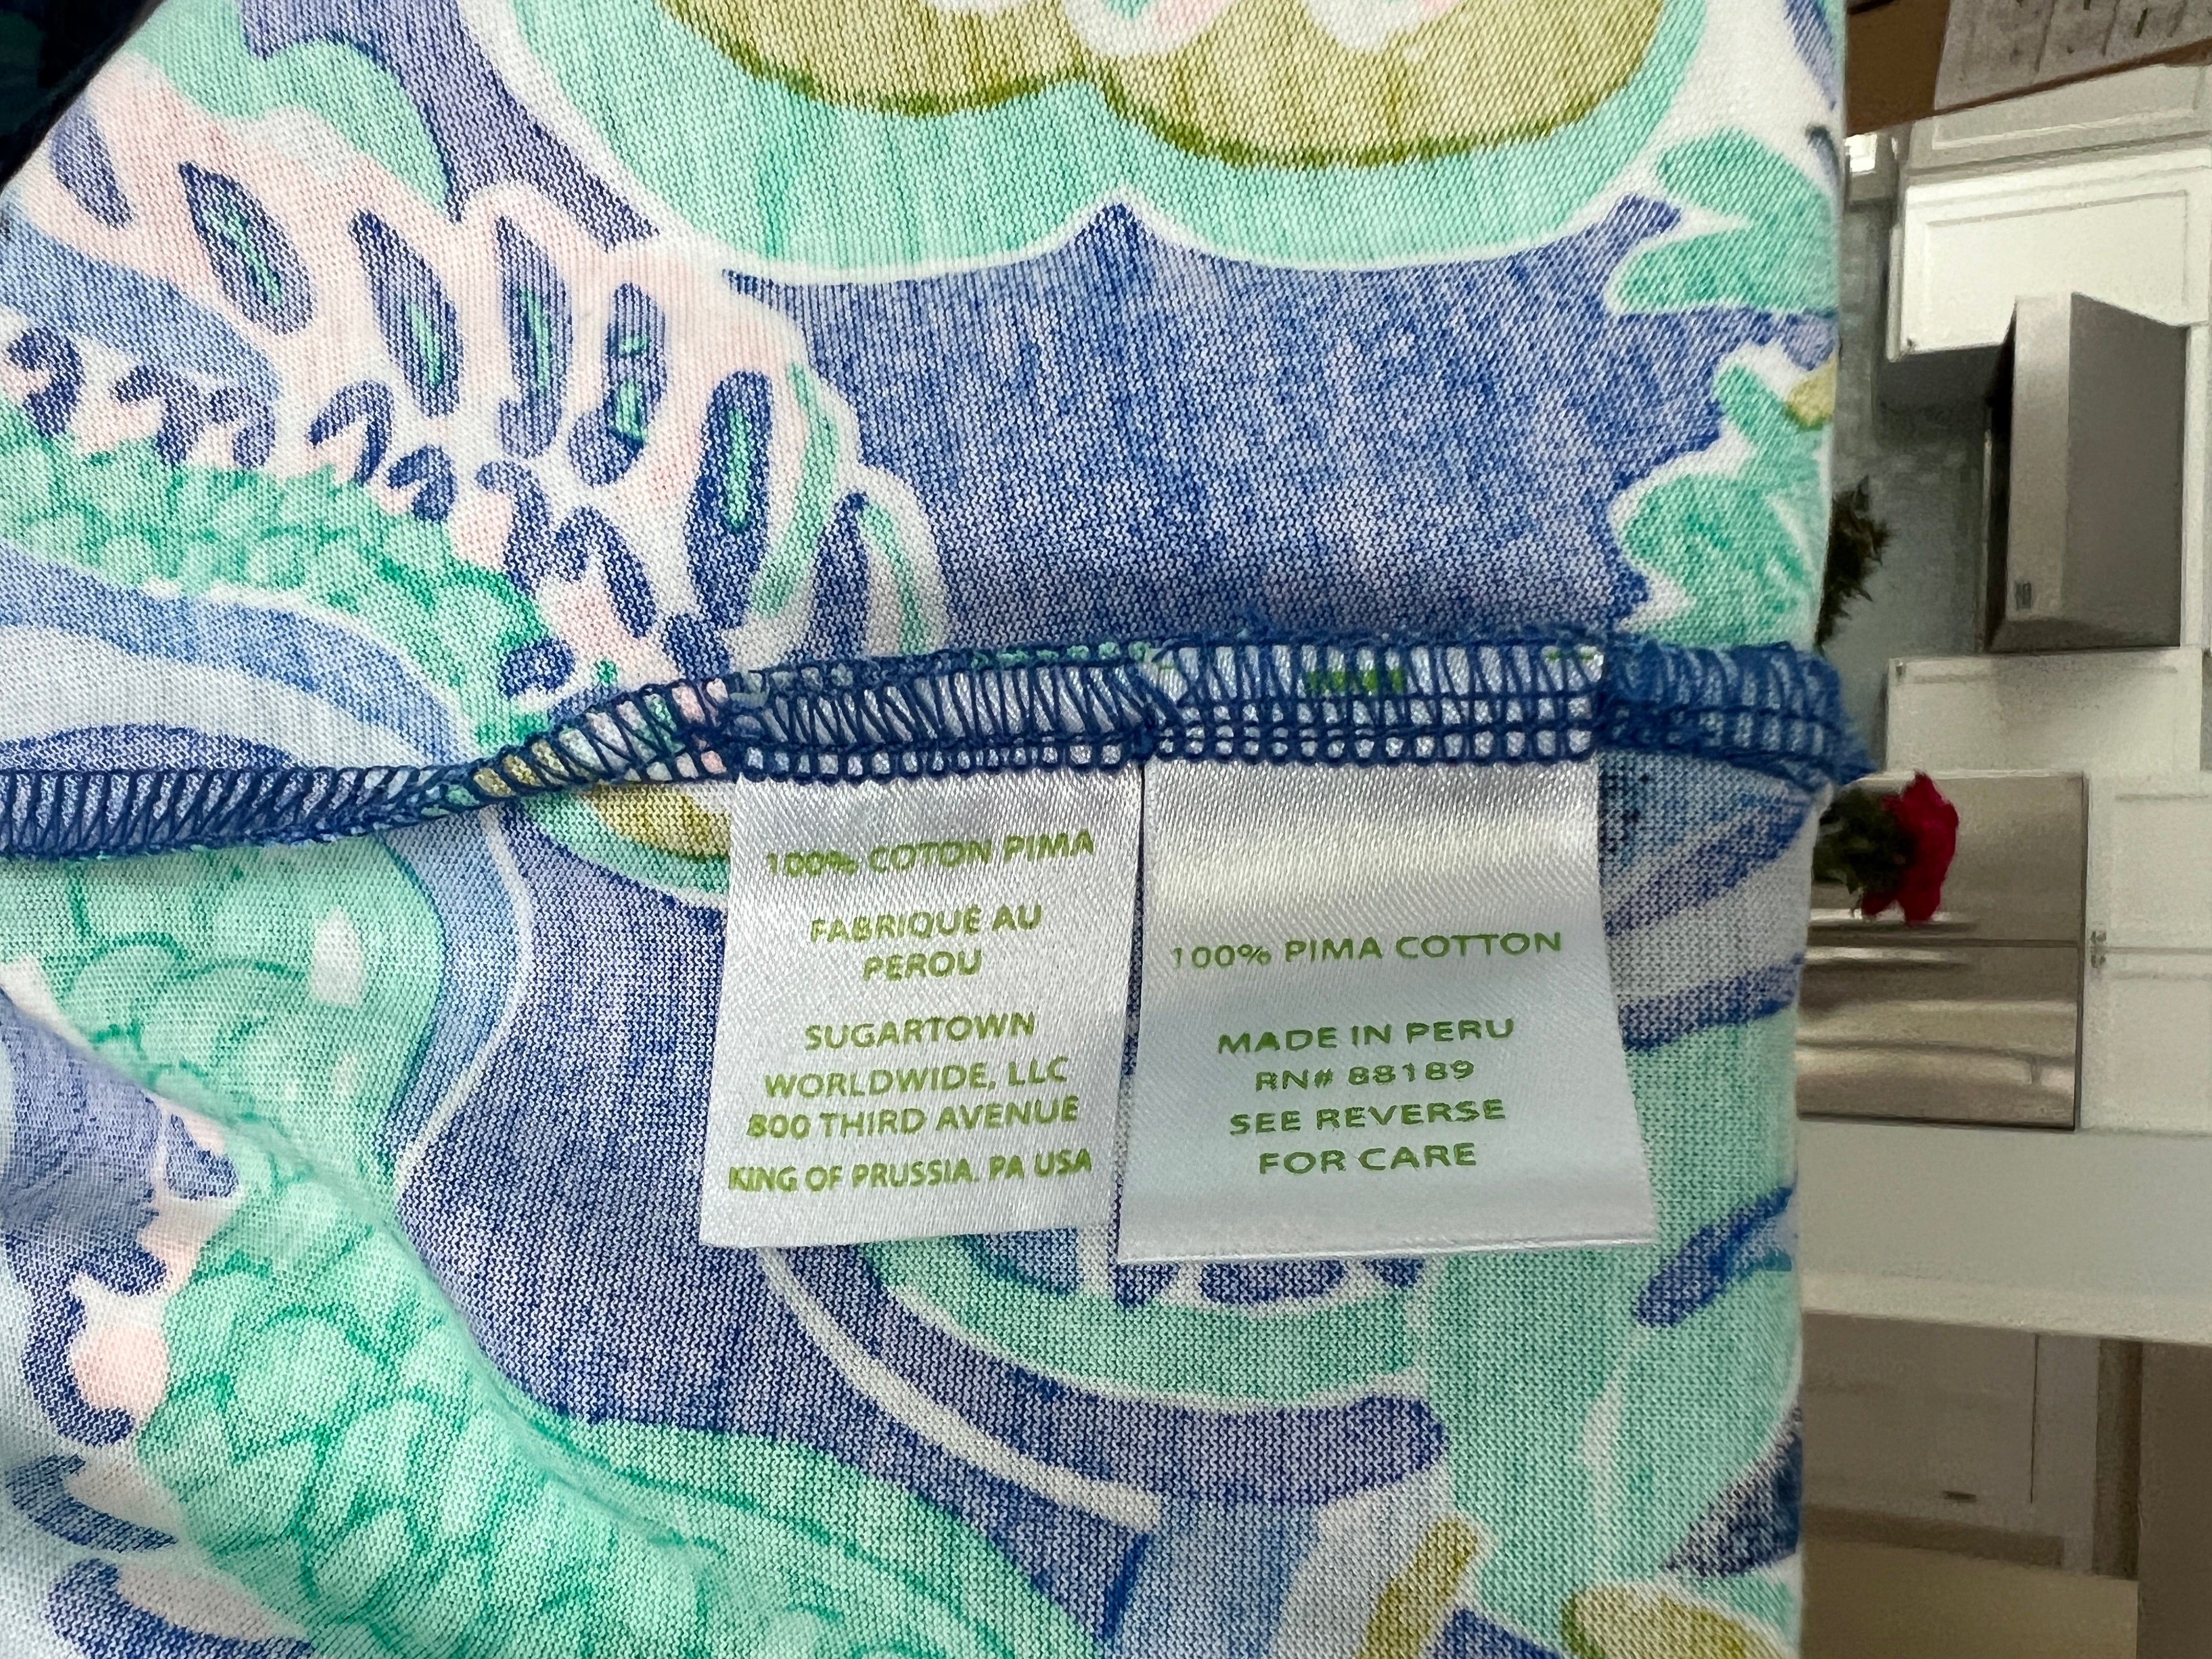 100% COTON PIMA
FABRIQUÉ AU
PEROU
SUGARTOWN
WORLDWIDE, LLC
800 THIRD AVENUE
KING OF PRUSSIA, PA USA
100% PIMA COTTON
MADE IN PERU
RN# 88189
SEE REVERSE
FOR CARE